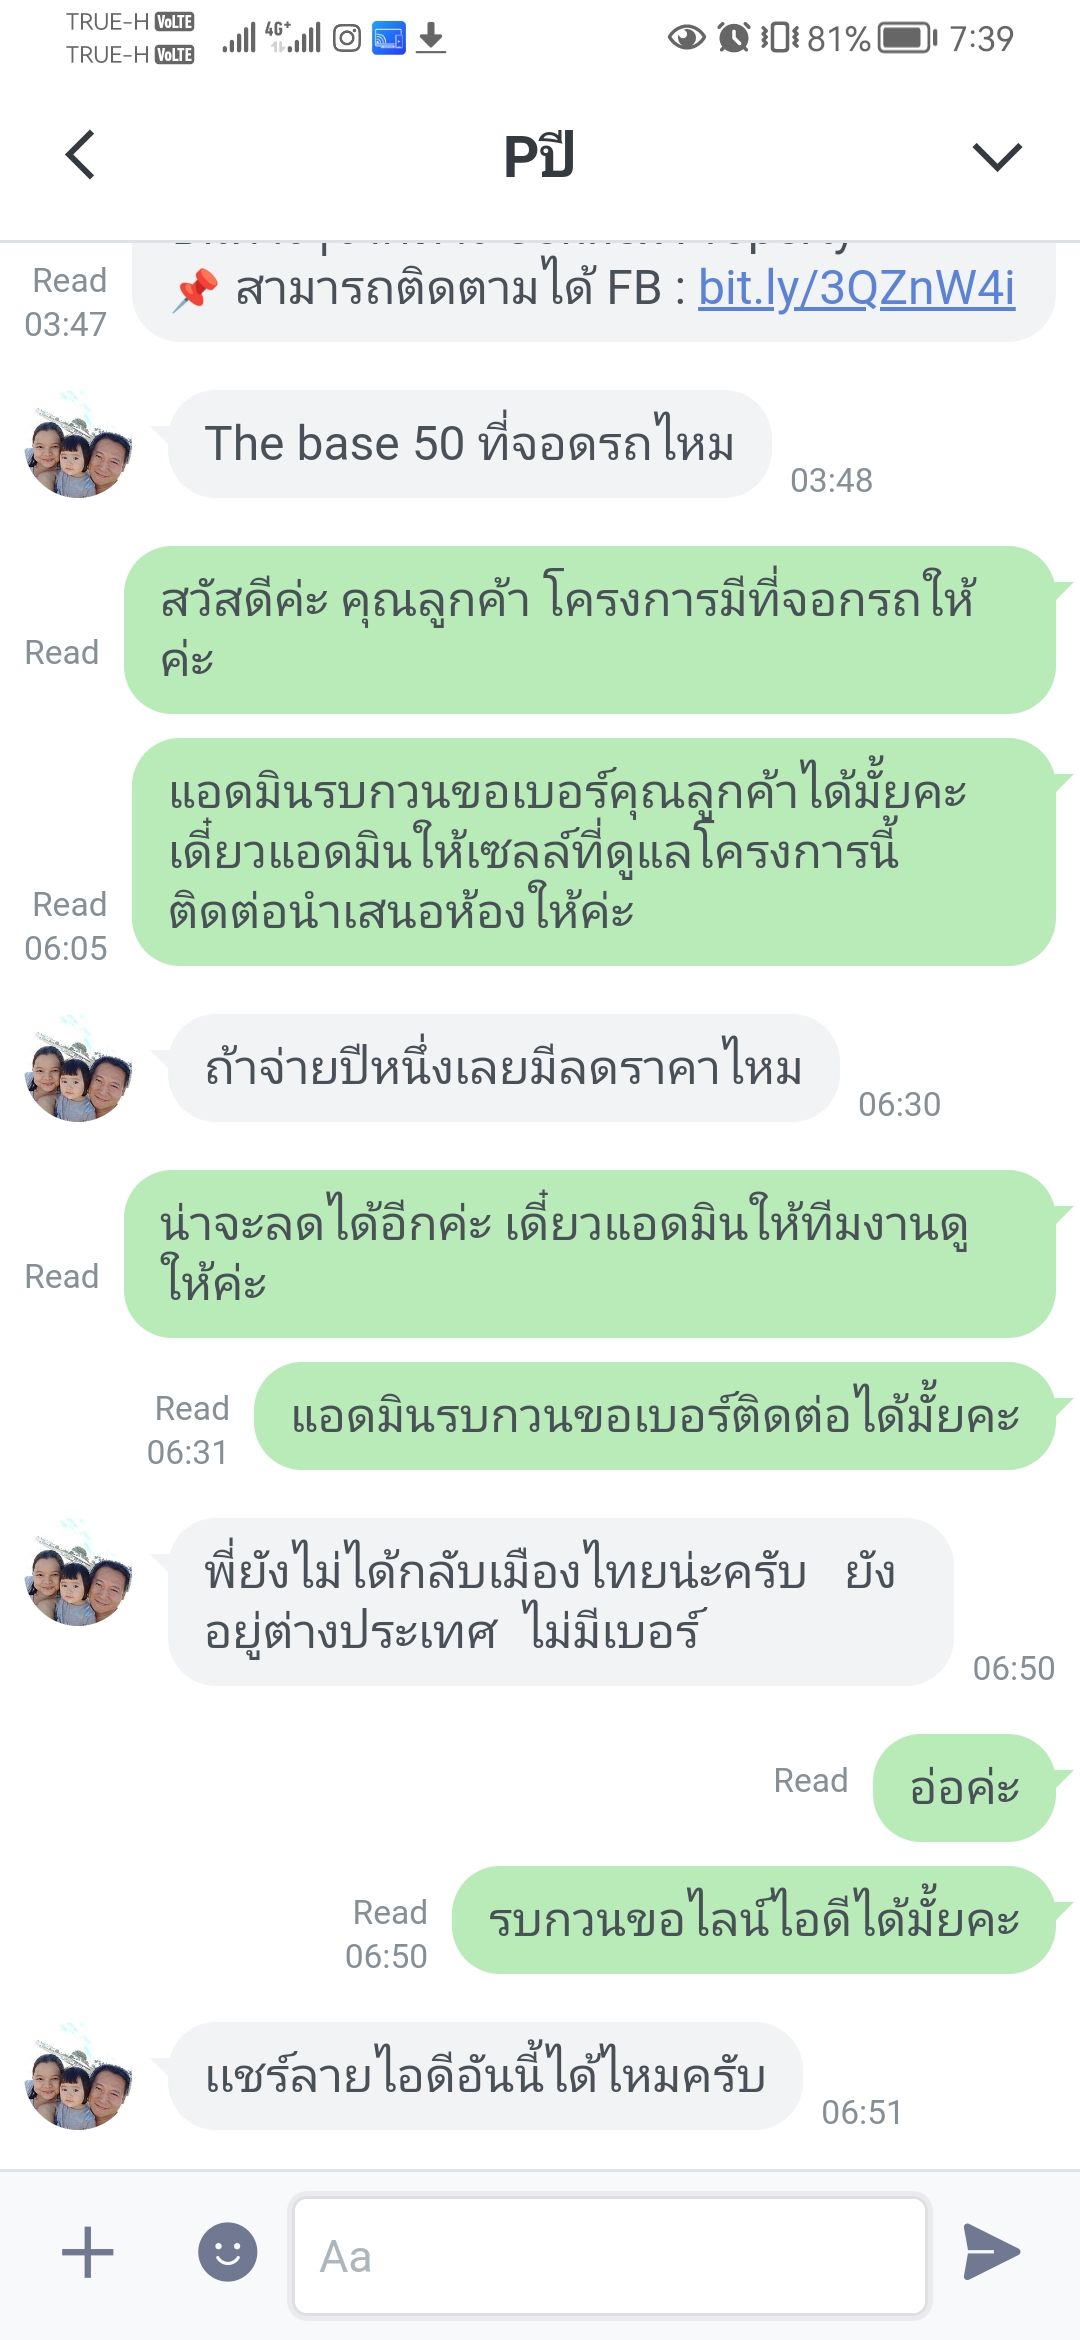 TRUE-H VoLTE
TRUE-H VoLTE
4G+
81%
7:39
Pปี
Read
03:47
📌 สามารถติดตามได้ FB : bit.ly/3QZnW4i
The base 50 ที่จอดรถไหม
03:48
สวัสดีค่ะ คุณลูกค้า โครงการมีที่จอกรถให้
ค่ะ
Read
แอดมินรบกวนขอเบอร์คุณลูกค้าได้มั้ยคะ
เดี๋ยวแอดมินให้เซลล์ที่ดูแลโครงการนี้
ติดต่อนำเสนอห้องให้ค่ะ
Read
06:05
ถ้าจ่ายปีหนึ่งเลยมีลดราคาไหม
06:30
น่าจะลดได้อีกค่ะ เดี๋ยวแอดมินให้ทีมงานดู
ให้ค่ะ
Read
แอดมินรบกวนขอเบอร์ติดต่อได้มั้ยคะ
Read
06:31
พี่ยังไม่ได้กลับเมืองไทยน่ะครับ   ยัง
อยู่ต่างประเทศ  ไม่มีเบอร์
06:50
อ่อค่ะ
Read
รบกวนขอไลน์ไอดีได้มั้ยคะ
Read
06:50
แชร์ลายไอดีอันนี้ได้ไหมครับ
06:51
Aa